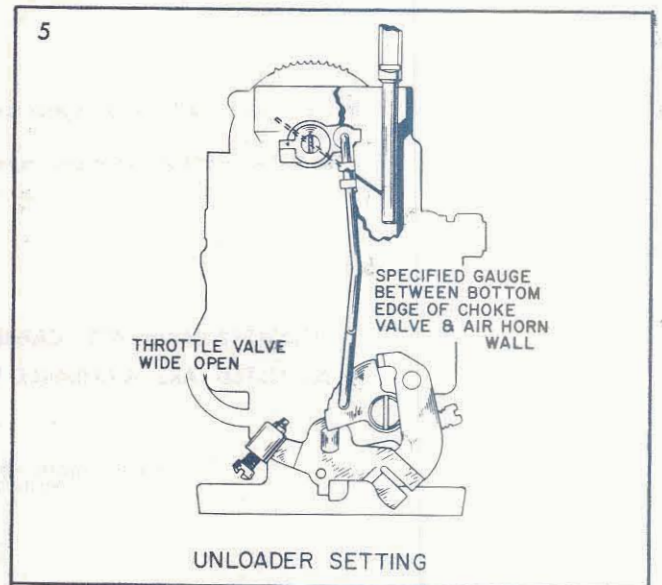 5
SPECIFIED GAUGE
BETWEEN BOTTOM
EDGE OF CHOKE
VALVE & AIR HORN
WALL
THROTTLE VALVE
WIDE OPEN
UNLOADER SETTING